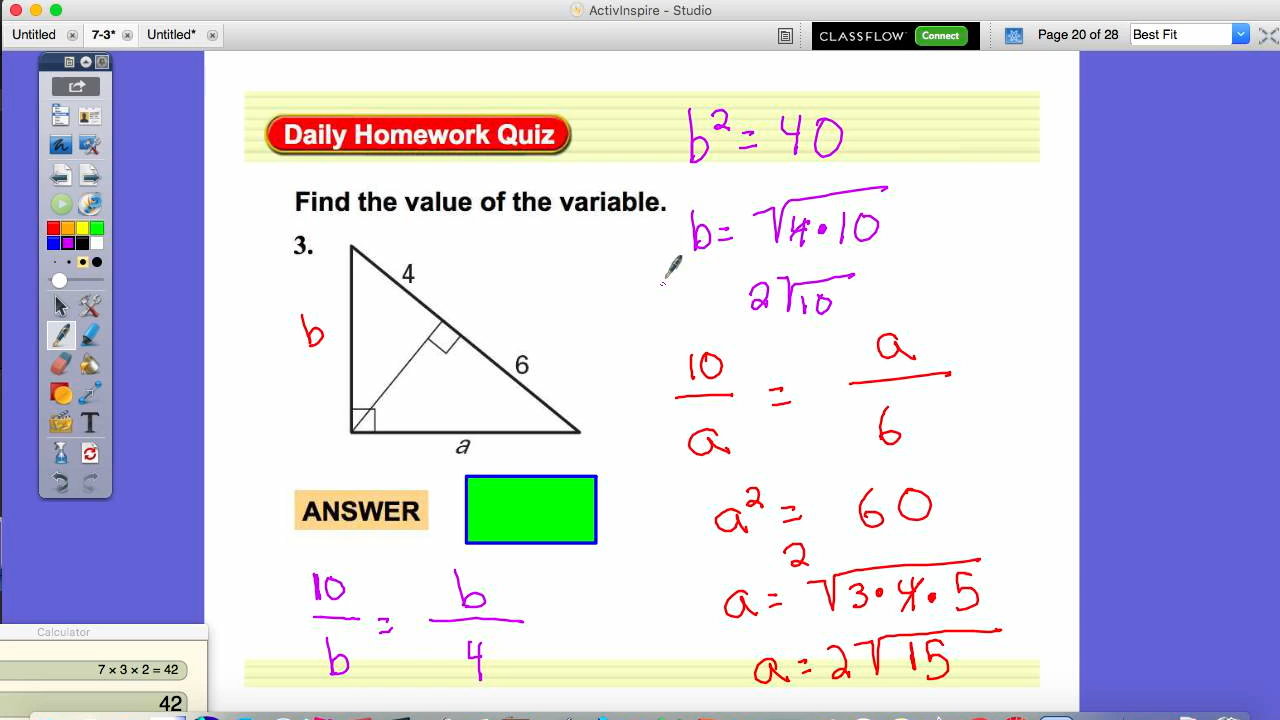 ActivInspire - Studio
Untitled 7-3* Untitled*
CLASSFLOW Connect Page 20 of 28 Best Fit
Daily Homework Quiz
Find the value of the variable.
3.
4
b
6
a
ANSWER
10/b = b/4
b² = 40
b = √4·10
2√10
10/a = a/6
a² = 60
2
a = √3·4·5
a = 2√15
T
Calculator
7 × 3 × 2 = 42
42